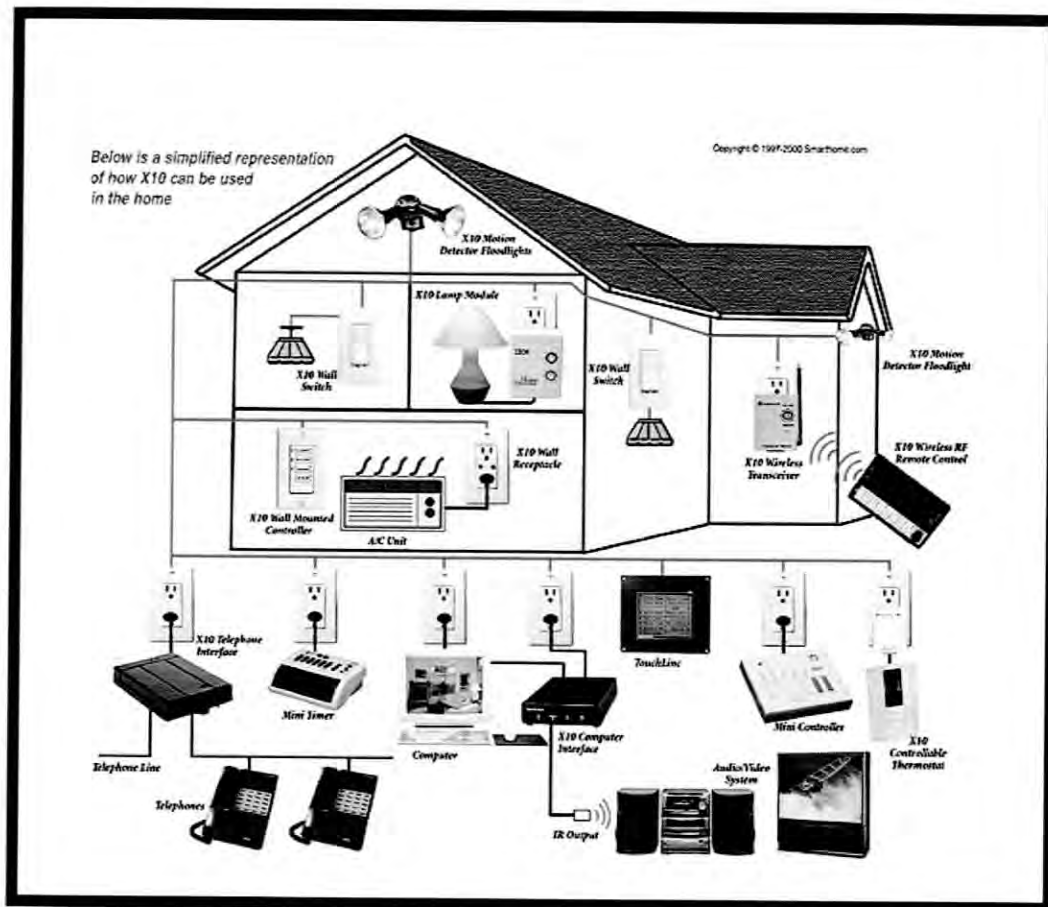 Below is a simplified representation
of how X10 can be used
in the home
Copyright © 1997-2000 Smarthome.com
X10 Motion
Detector Floodlights
X10 Lamp Module
X10 Wall
Switch
X10 Wall
Switch
X10 Motion
Detector Floodlight
X10 Wireless
Transceiver
X10 Wireless RF
Remote Control
X10 Wall
Receptacle
X10 Wall Mounted
Controller
A/C Unit
X10 Telephone
Interface
Mini Timer
Computer
X10 Computer
Interface
TouchLinc
Mini Controller
X10
Controllable
Thermostat
Telephone Line
Telephones
IR Output
Audio/Video
System